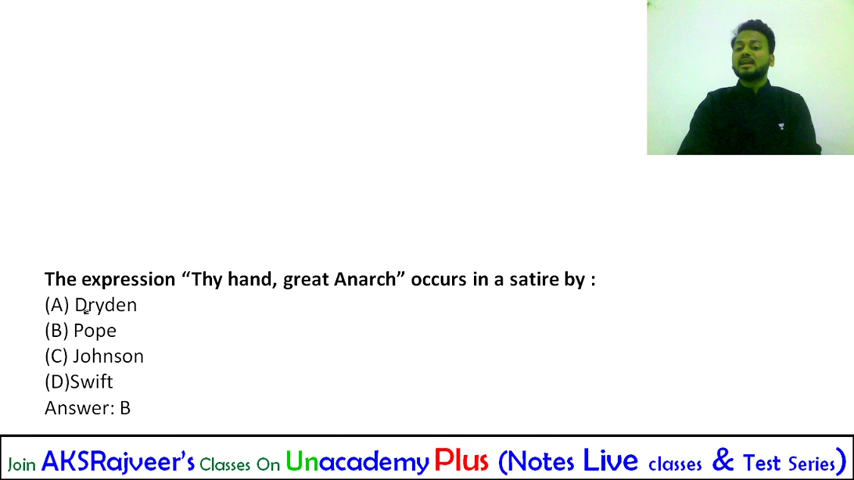 The expression “Thy hand, great Anarch” occurs in a satire by :
(A) Dryden
(B) Pope
(C) Johnson
(D)Swift
Answer: B
Join AKSRajveer's Classes On Unacademy Plus (Notes Live classes & Test Series)